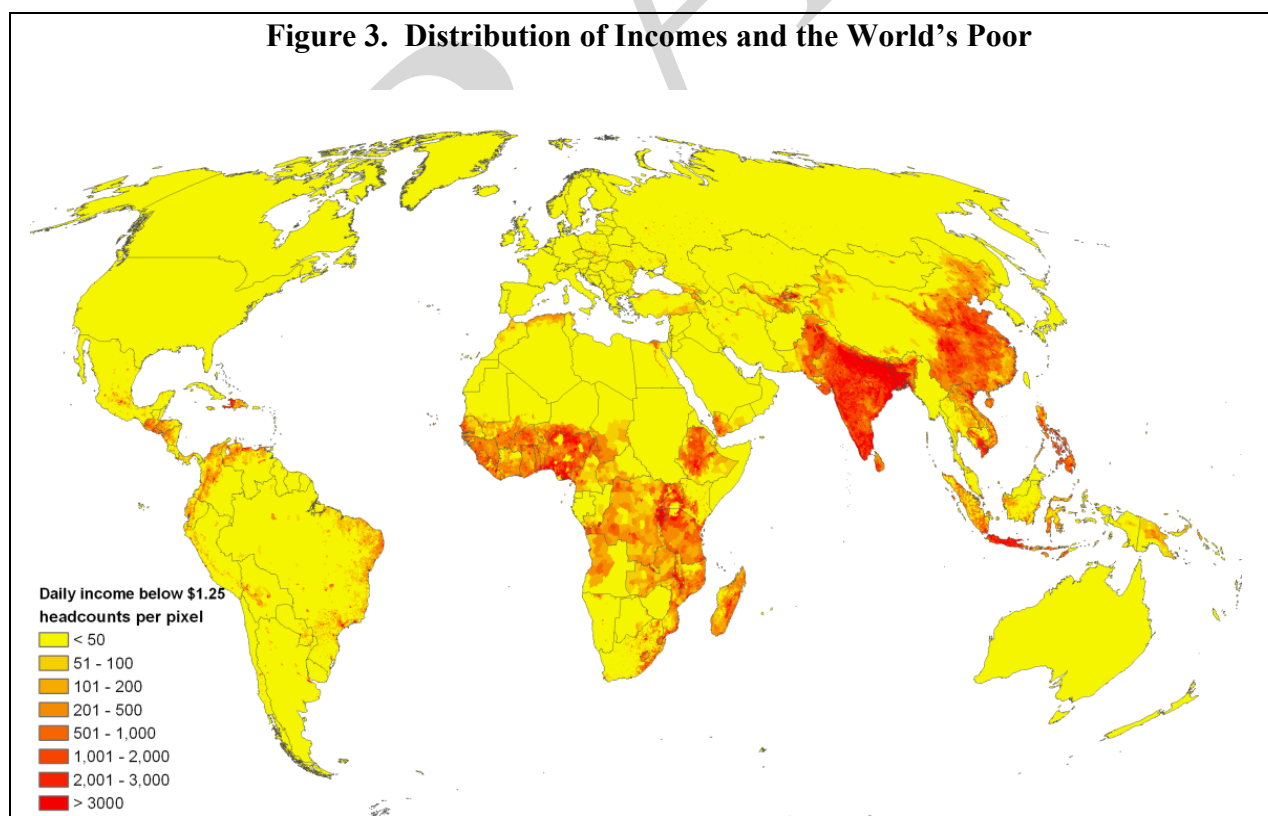 Figure 3.  Distribution of Incomes and the World’s Poor
Daily income below $1.25
headcounts per pixel
< 50
51 - 100
101 - 200
201 - 500
501 - 1,000
1,001 - 2,000
2,001 - 3,000
> 3000